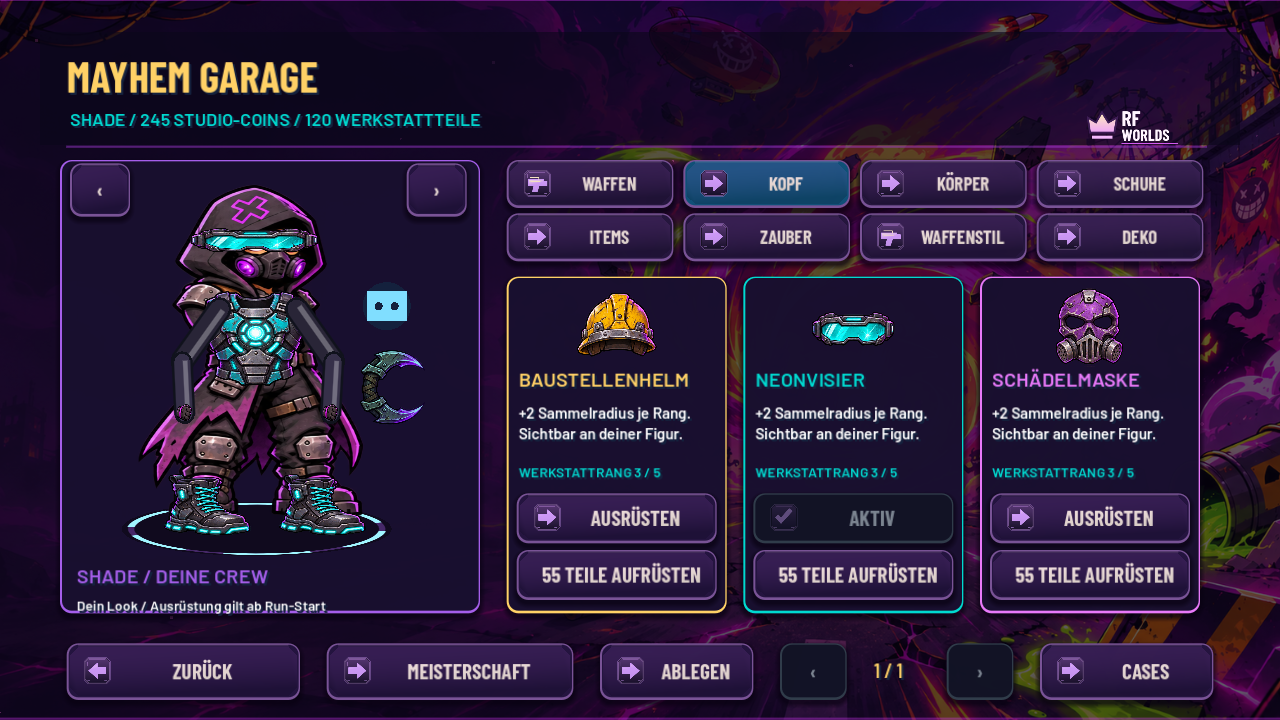 MAYHEM GARAGE
SHADE / 245 STUDIO-COINS / 120 WERKSTATTTEILE
RF
WORLDS
‹
›
WAFFEN
KOPF
KÖRPER
SCHUHE
ITEMS
ZAUBER
WAFFENSTIL
DEKO
BAUSTELLENHELM
+2 Sammelradius je Rang.
Sichtbar an deiner Figur.
WERKSTATTRANG 3 / 5
AUSRÜSTEN
55 TEILE AUFRÜSTEN
NEONVISIER
+2 Sammelradius je Rang.
Sichtbar an deiner Figur.
WERKSTATTRANG 3 / 5
AKTIV
55 TEILE AUFRÜSTEN
SCHÄDELMASKE
+2 Sammelradius je Rang.
Sichtbar an deiner Figur.
WERKSTATTRANG 3 / 5
AUSRÜSTEN
55 TEILE AUFRÜSTEN
SHADE / DEINE CREW
Dein Look / Ausrüstung gilt ab Run-Start
ZURÜCK
MEISTERSCHAFT
ABLEGEN
‹
1 / 1
›
CASES